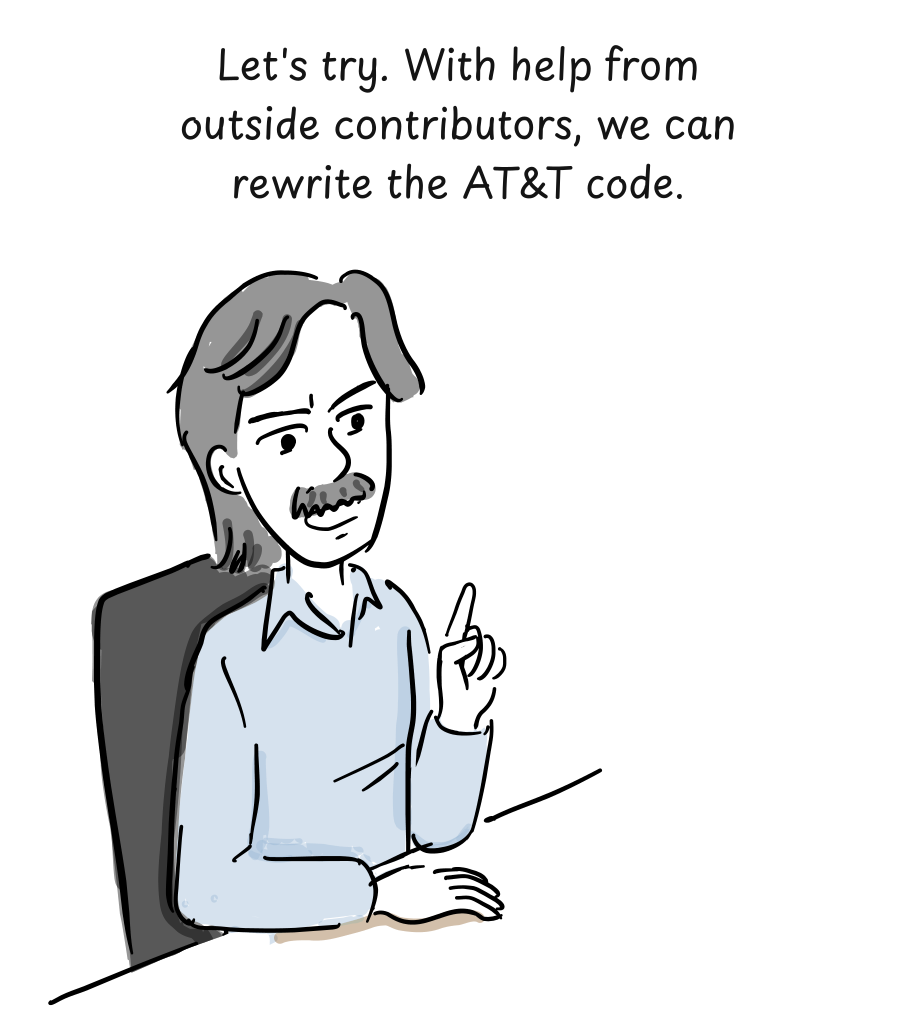 Let's try. With help from
outside contributors, we can
rewrite the AT&T code.